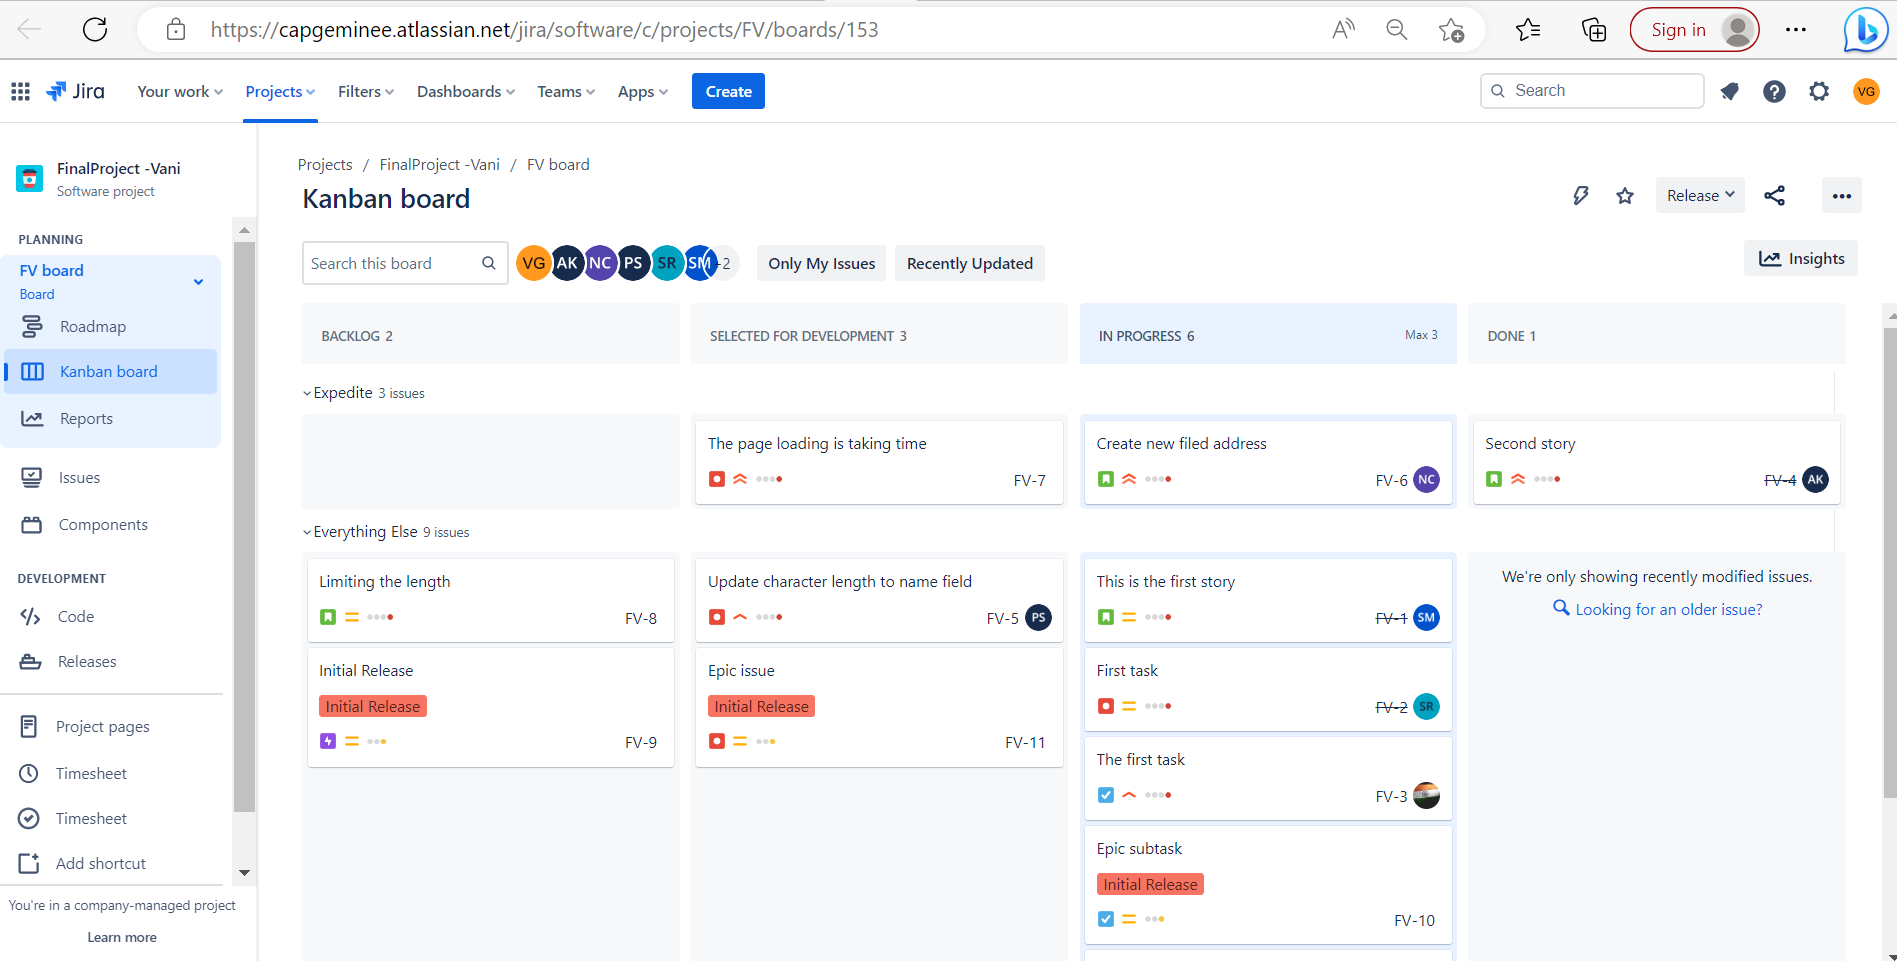 https://capgeminee.atlassian.net/jira/software/c/projects/FV/boards/153
Sign in
Jira
Your work
Projects
Filters
Dashboards
Teams
Apps
Create
Search
VG
FinalProject -Vani
Software project
PLANNING
FV board
Board
Roadmap
Kanban board
Reports
Issues
Components
DEVELOPMENT
Code
Releases
Project pages
Timesheet
Timesheet
Add shortcut
You're in a company-managed project
Learn more
Projects / FinalProject -Vani / FV board
Kanban board
Release
Search this board
VG AK NC PS SR SM +2
Only My Issues
Recently Updated
Insights
BACKLOG 2
SELECTED FOR DEVELOPMENT 3
IN PROGRESS 6
Max 3
DONE 1
Expedite 3 issues
The page loading is taking time
FV-7
Create new filed address
FV-6 NC
Second story
FV-4 AK
Everything Else 9 issues
Limiting the length
FV-8
Initial Release
Initial Release
FV-9
Update character length to name field
FV-5 PS
Epic issue
Initial Release
FV-11
This is the first story
FV-1 SM
First task
FV-2 SR
The first task
FV-3
Epic subtask
Initial Release
FV-10
We're only showing recently modified issues.
Looking for an older issue?